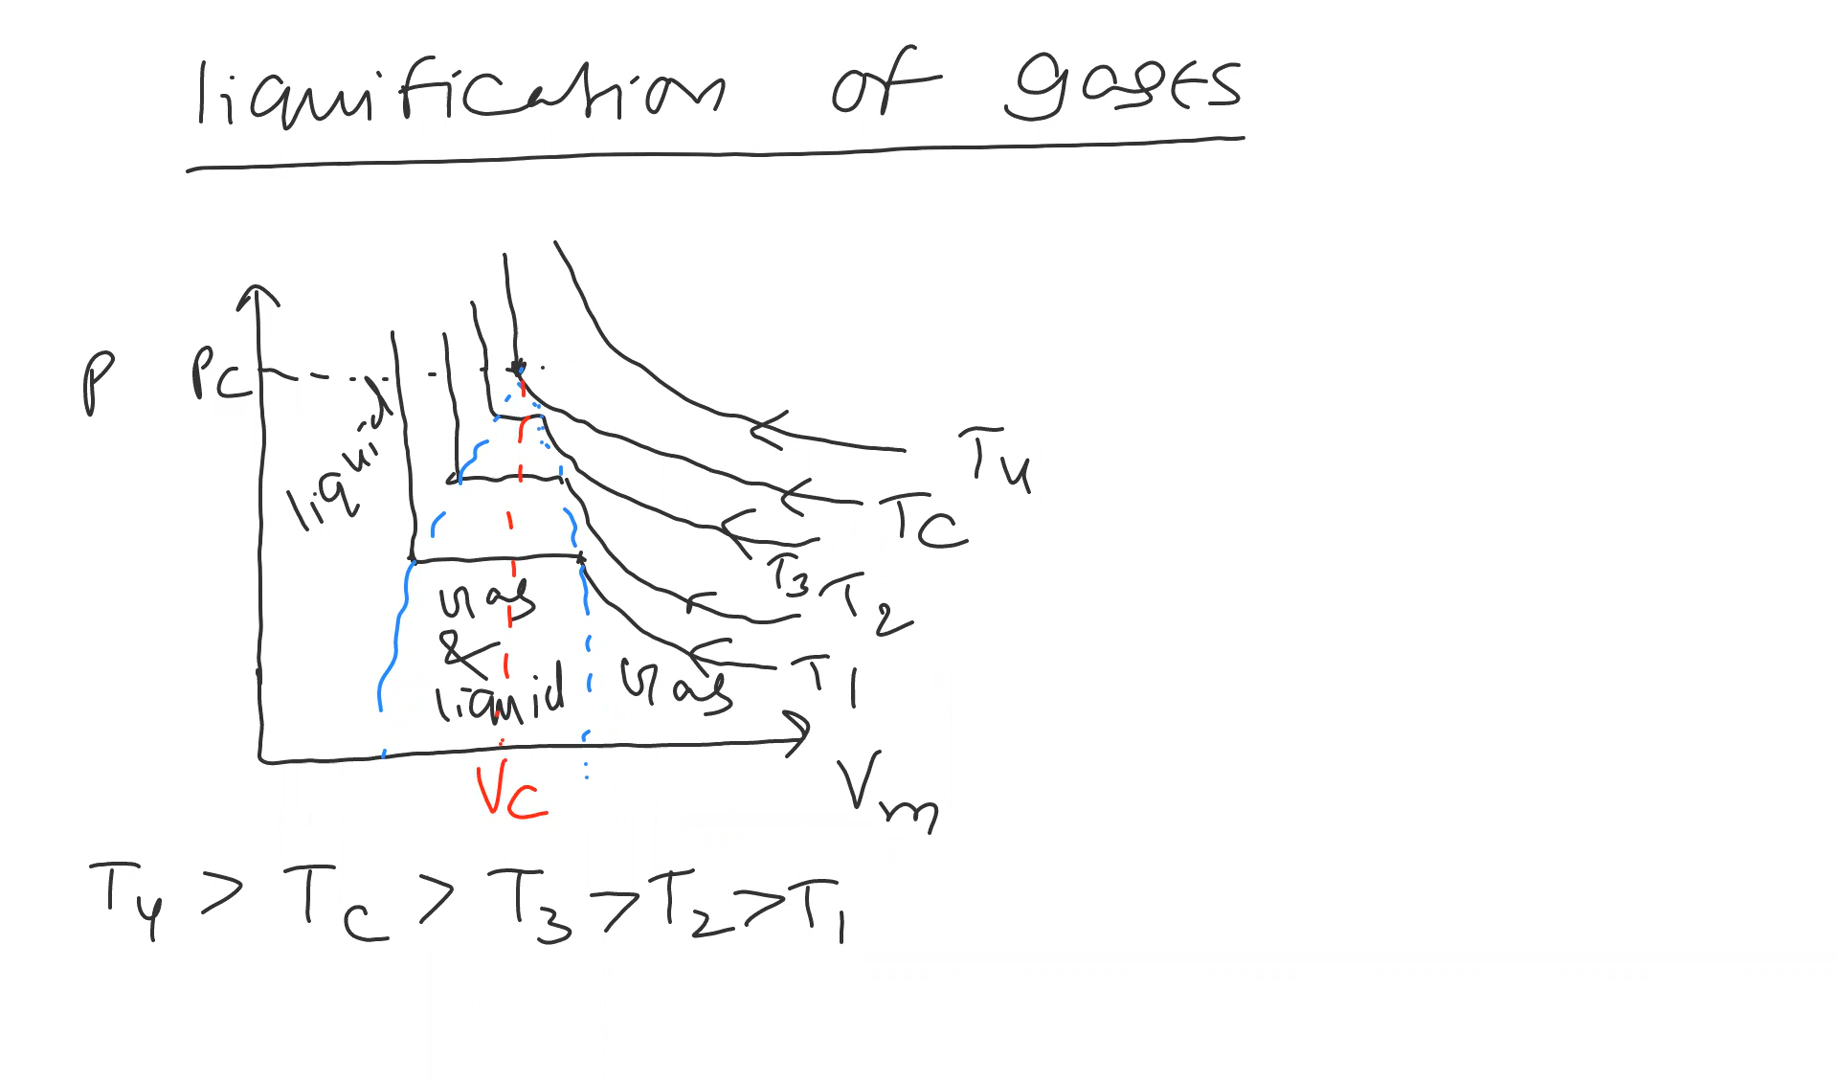 liquification of gases
P
Pc
liquid
T4
Tc
T3
T2
T1
Gas
&
liquid
Gas
Vc
Vm
T4 > Tc > T3 > T2 > T1